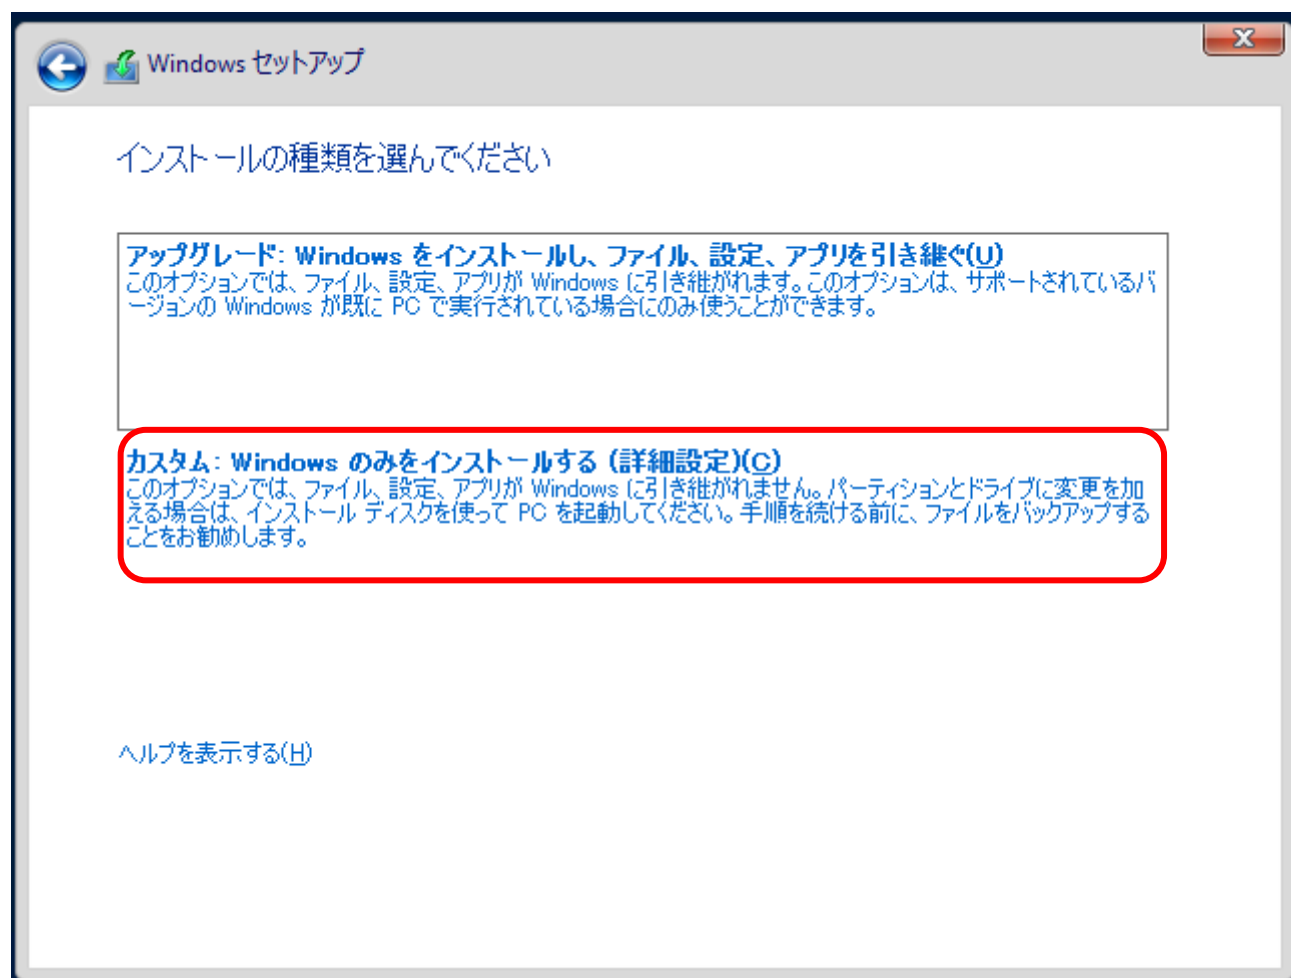 Windows セットアップ
インストールの種類を選んでください
アップグレード: Windows をインストールし、ファイル、設定、アプリを引き継ぐ(U)
このオプションでは、ファイル、設定、アプリが Windows に引き継がれます。このオプションは、サポートされているバ
ージョンの Windows が既に PC で実行されている場合にのみ使うことができます。
カスタム: Windows のみをインストールする (詳細設定)(C)
このオプションでは、ファイル、設定、アプリが Windows に引き継がれません。パーティションとドライブに変更を加
える場合は、インストール ディスクを使って PC を起動してください。手順を続ける前に、ファイルをバックアップする
ことをお勧めします。
ヘルプを表示する(H)